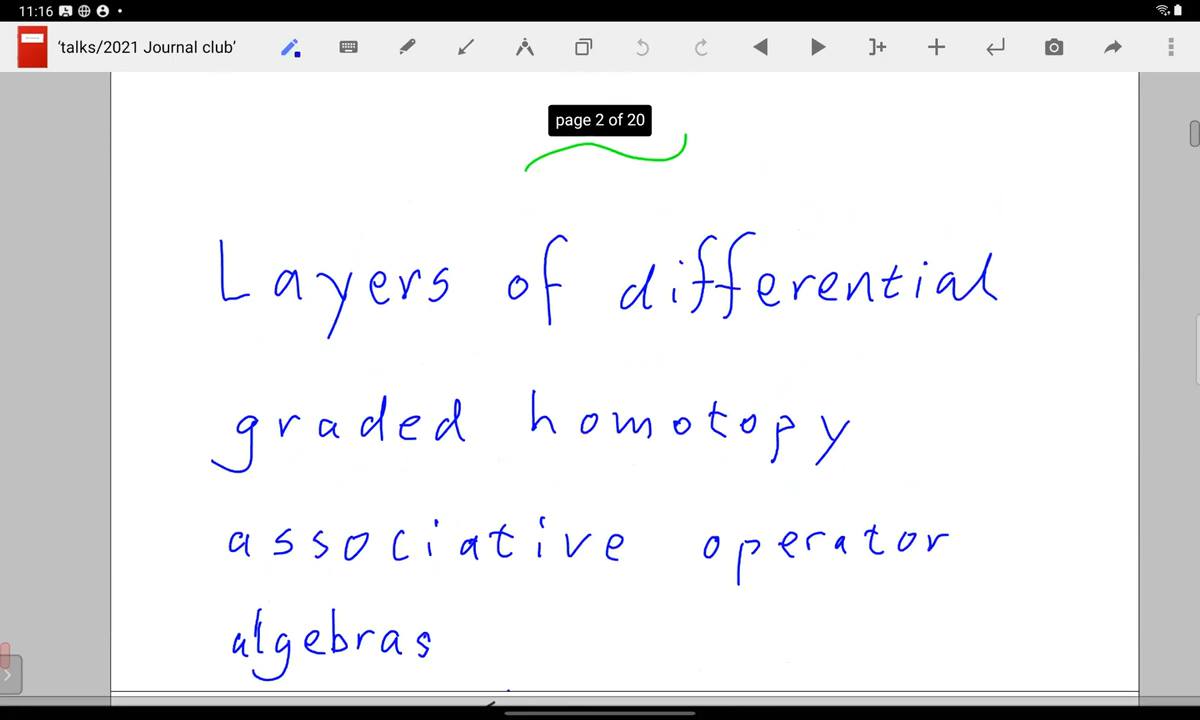 11:16
'talks/2021 Journal club'
page 2 of 20
Layers of differential
graded homotopy
associative operator
algebras